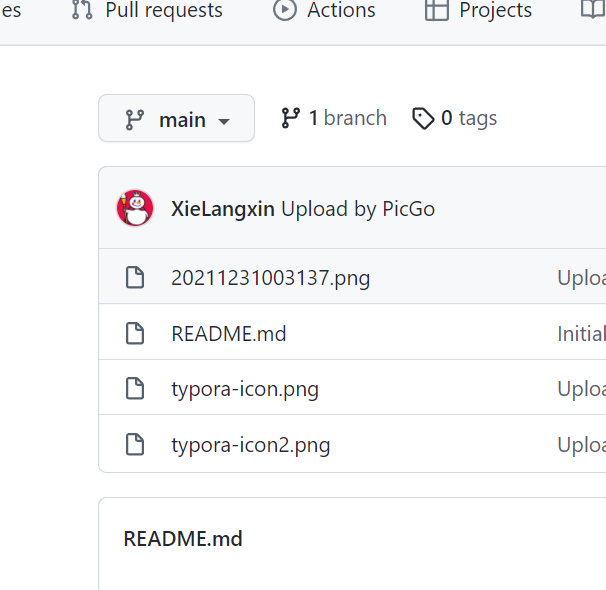 es Pull requests Actions Projects
main 1 branch 0 tags
XieLangxin Upload by PicGo
20211231003137.png Uploa
README.md Initial
typora-icon.png Uploa
typora-icon2.png Uploa
README.md